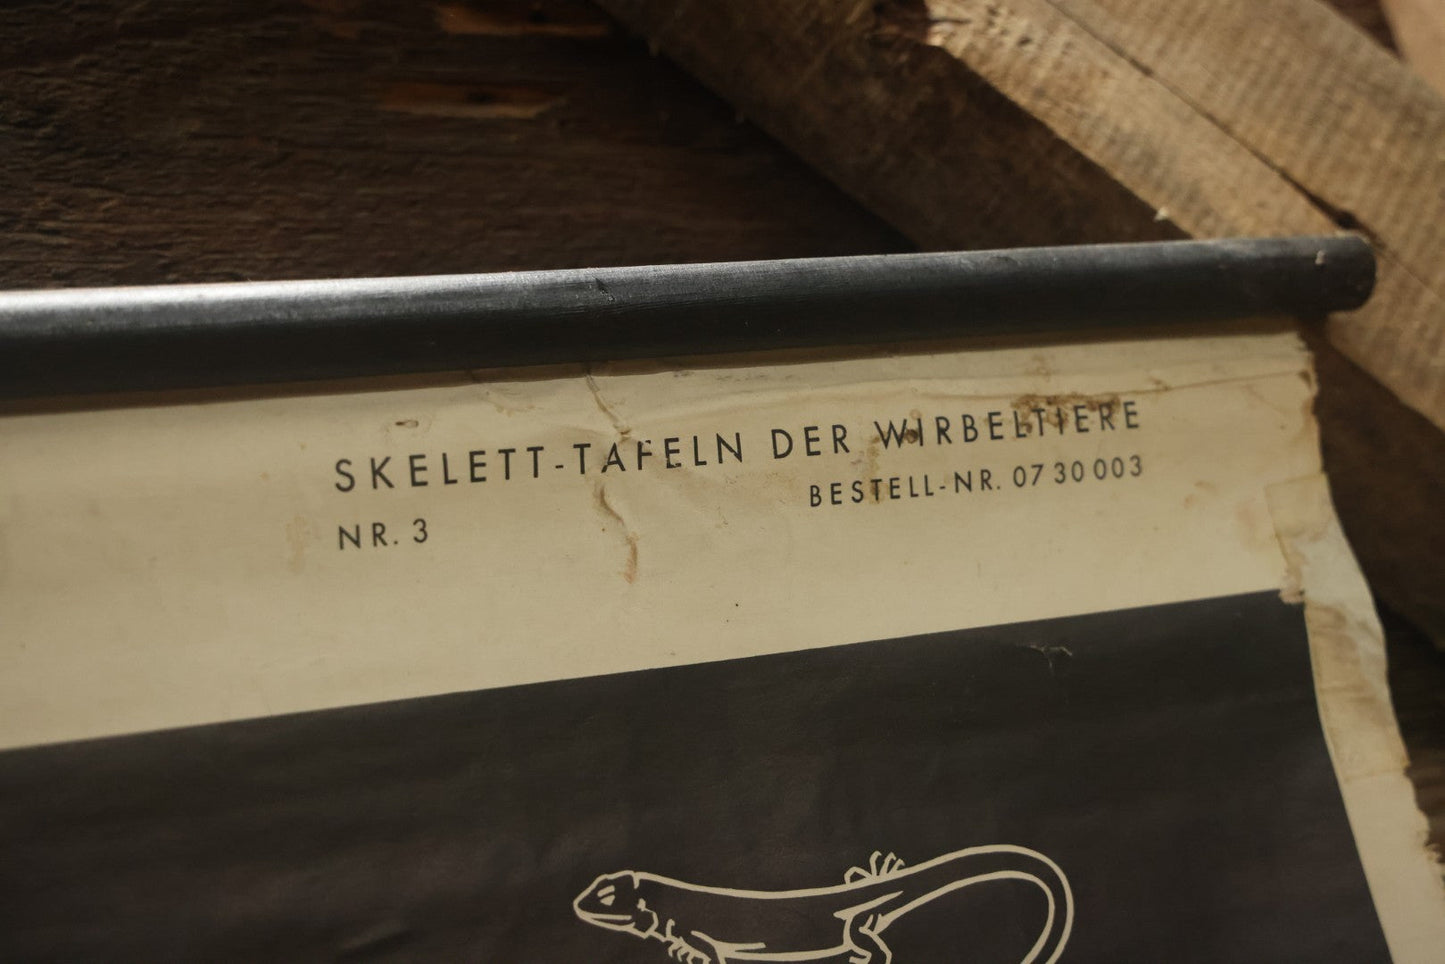 SKELETT-TAFELN DER WIRBELTIERE
BESTELL-NR. 07 30 003
NR. 3